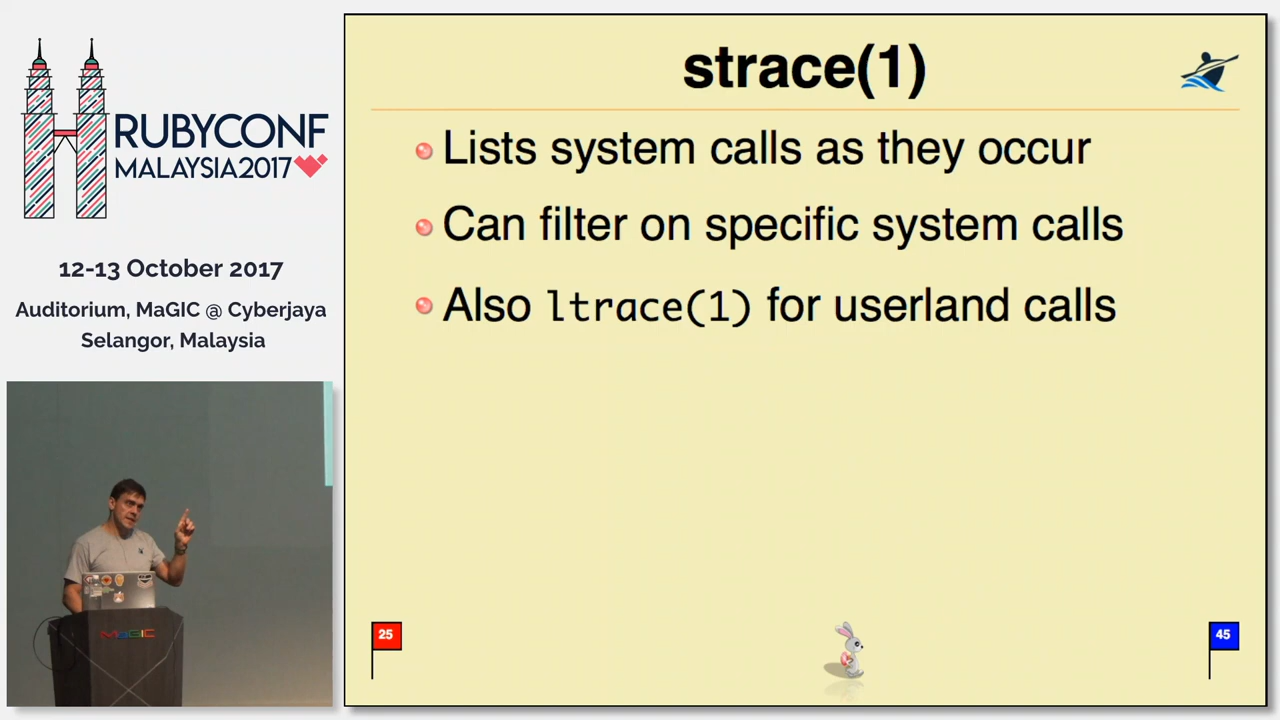 RUBYCONF
MALAYSIA2017
12-13 October 2017
Auditorium, MaGIC @ Cyberjaya
Selangor, Malaysia
MaGIC
strace(1)
Lists system calls as they occur
Can filter on specific system calls
Also ltrace(1) for userland calls
25
45